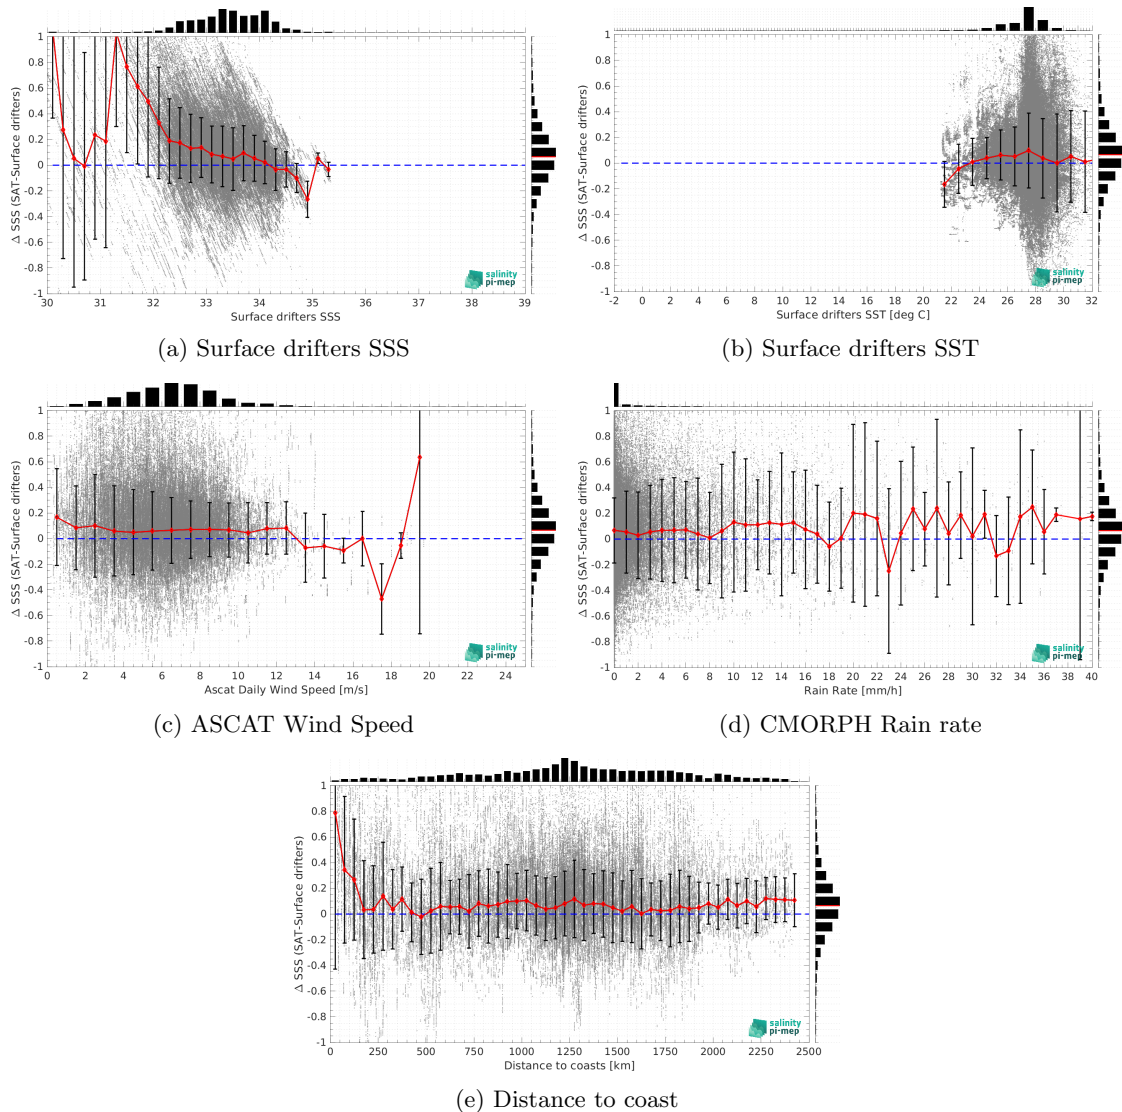 1
0.8
0.6
0.4
0.2
0
-0.2
-0.4
-0.6
-0.8
-1
Δ SSS (SAT-Surface drifters)
30 31 32 33 34 35 36 37 38 39
Surface drifters SSS
salinity
pi-mep
(a) Surface drifters SSS
1
0.8
0.6
0.4
0.2
0
-0.2
-0.4
-0.6
-0.8
-1
Δ SSS (SAT-Surface drifters)
-2 0 2 4 6 8 10 12 14 16 18 20 22 24 26 28 30 32
Surface drifters SST [deg C]
salinity
pi-mep
(b) Surface drifters SST
1
0.8
0.6
0.4
0.2
0
-0.2
-0.4
-0.6
-0.8
-1
Δ SSS (SAT-Surface drifters)
0 2 4 6 8 10 12 14 16 18 20 22 25
Ascat Daily Wind Speed [m/s]
salinity
pi-mep
(c) ASCAT Wind Speed
1
0.8
0.6
0.4
0.2
0
-0.2
-0.4
-0.6
-0.8
-1
Δ SSS (SAT-Surface drifters)
0 2 4 6 8 10 12 14 16 18 20 22 24 26 28 30 32 34 36 38 40
Rain Rate [mm/h]
salinity
pi-mep
(d) CMORPH Rain rate
1
0.8
0.6
0.4
0.2
0
-0.2
-0.4
-0.6
-0.8
-1
Δ SSS (SAT-Surface drifters)
0 250 500 750 1000 1250 1500 1750 2000 2250 2500
Distance to coasts [km]
salinity
pi-mep
(e) Distance to coast